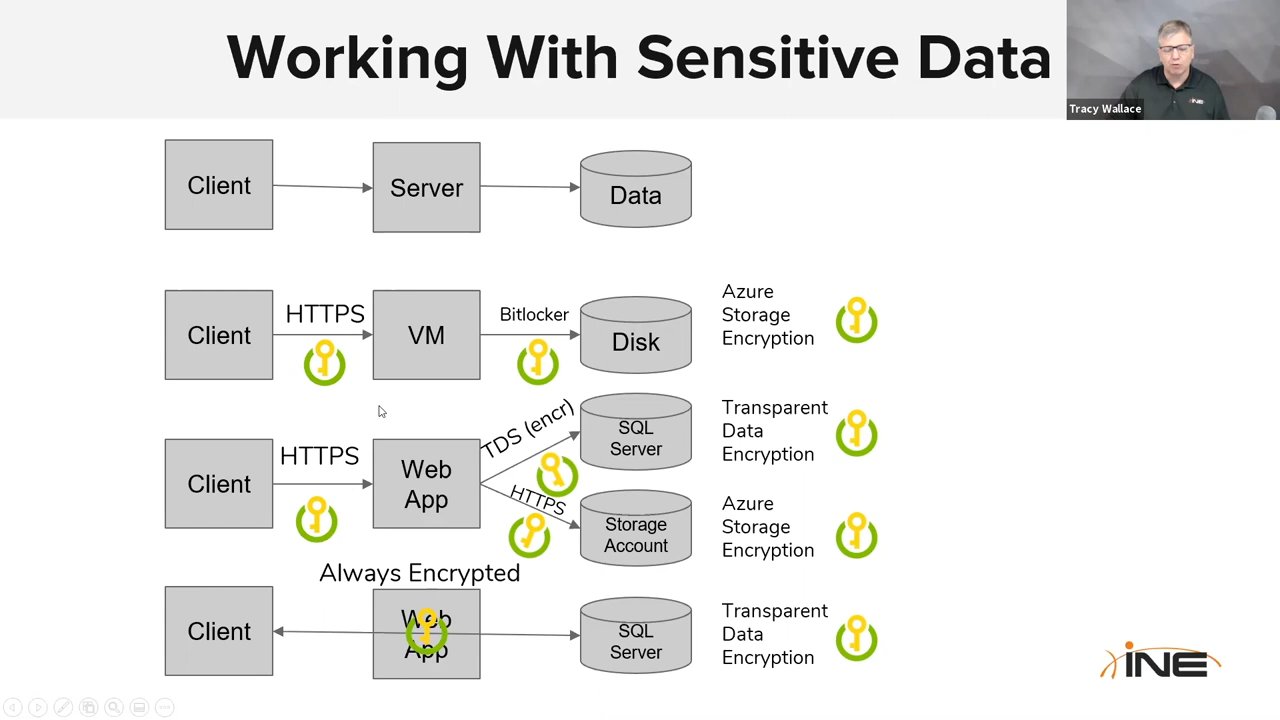 Working With Sensitive Data
iNE
Tracy Wallace
Client
Server
Data
Client
HTTPS
VM
Bitlocker
Disk
Azure
Storage
Encryption
Client
HTTPS
Web
App
TDS (encr)
SQL
Server
Transparent
Data
Encryption
HTTPS
Storage
Account
Azure
Storage
Encryption
Always Encrypted
Client
Web
App
SQL
Server
Transparent
Data
Encryption
iNE